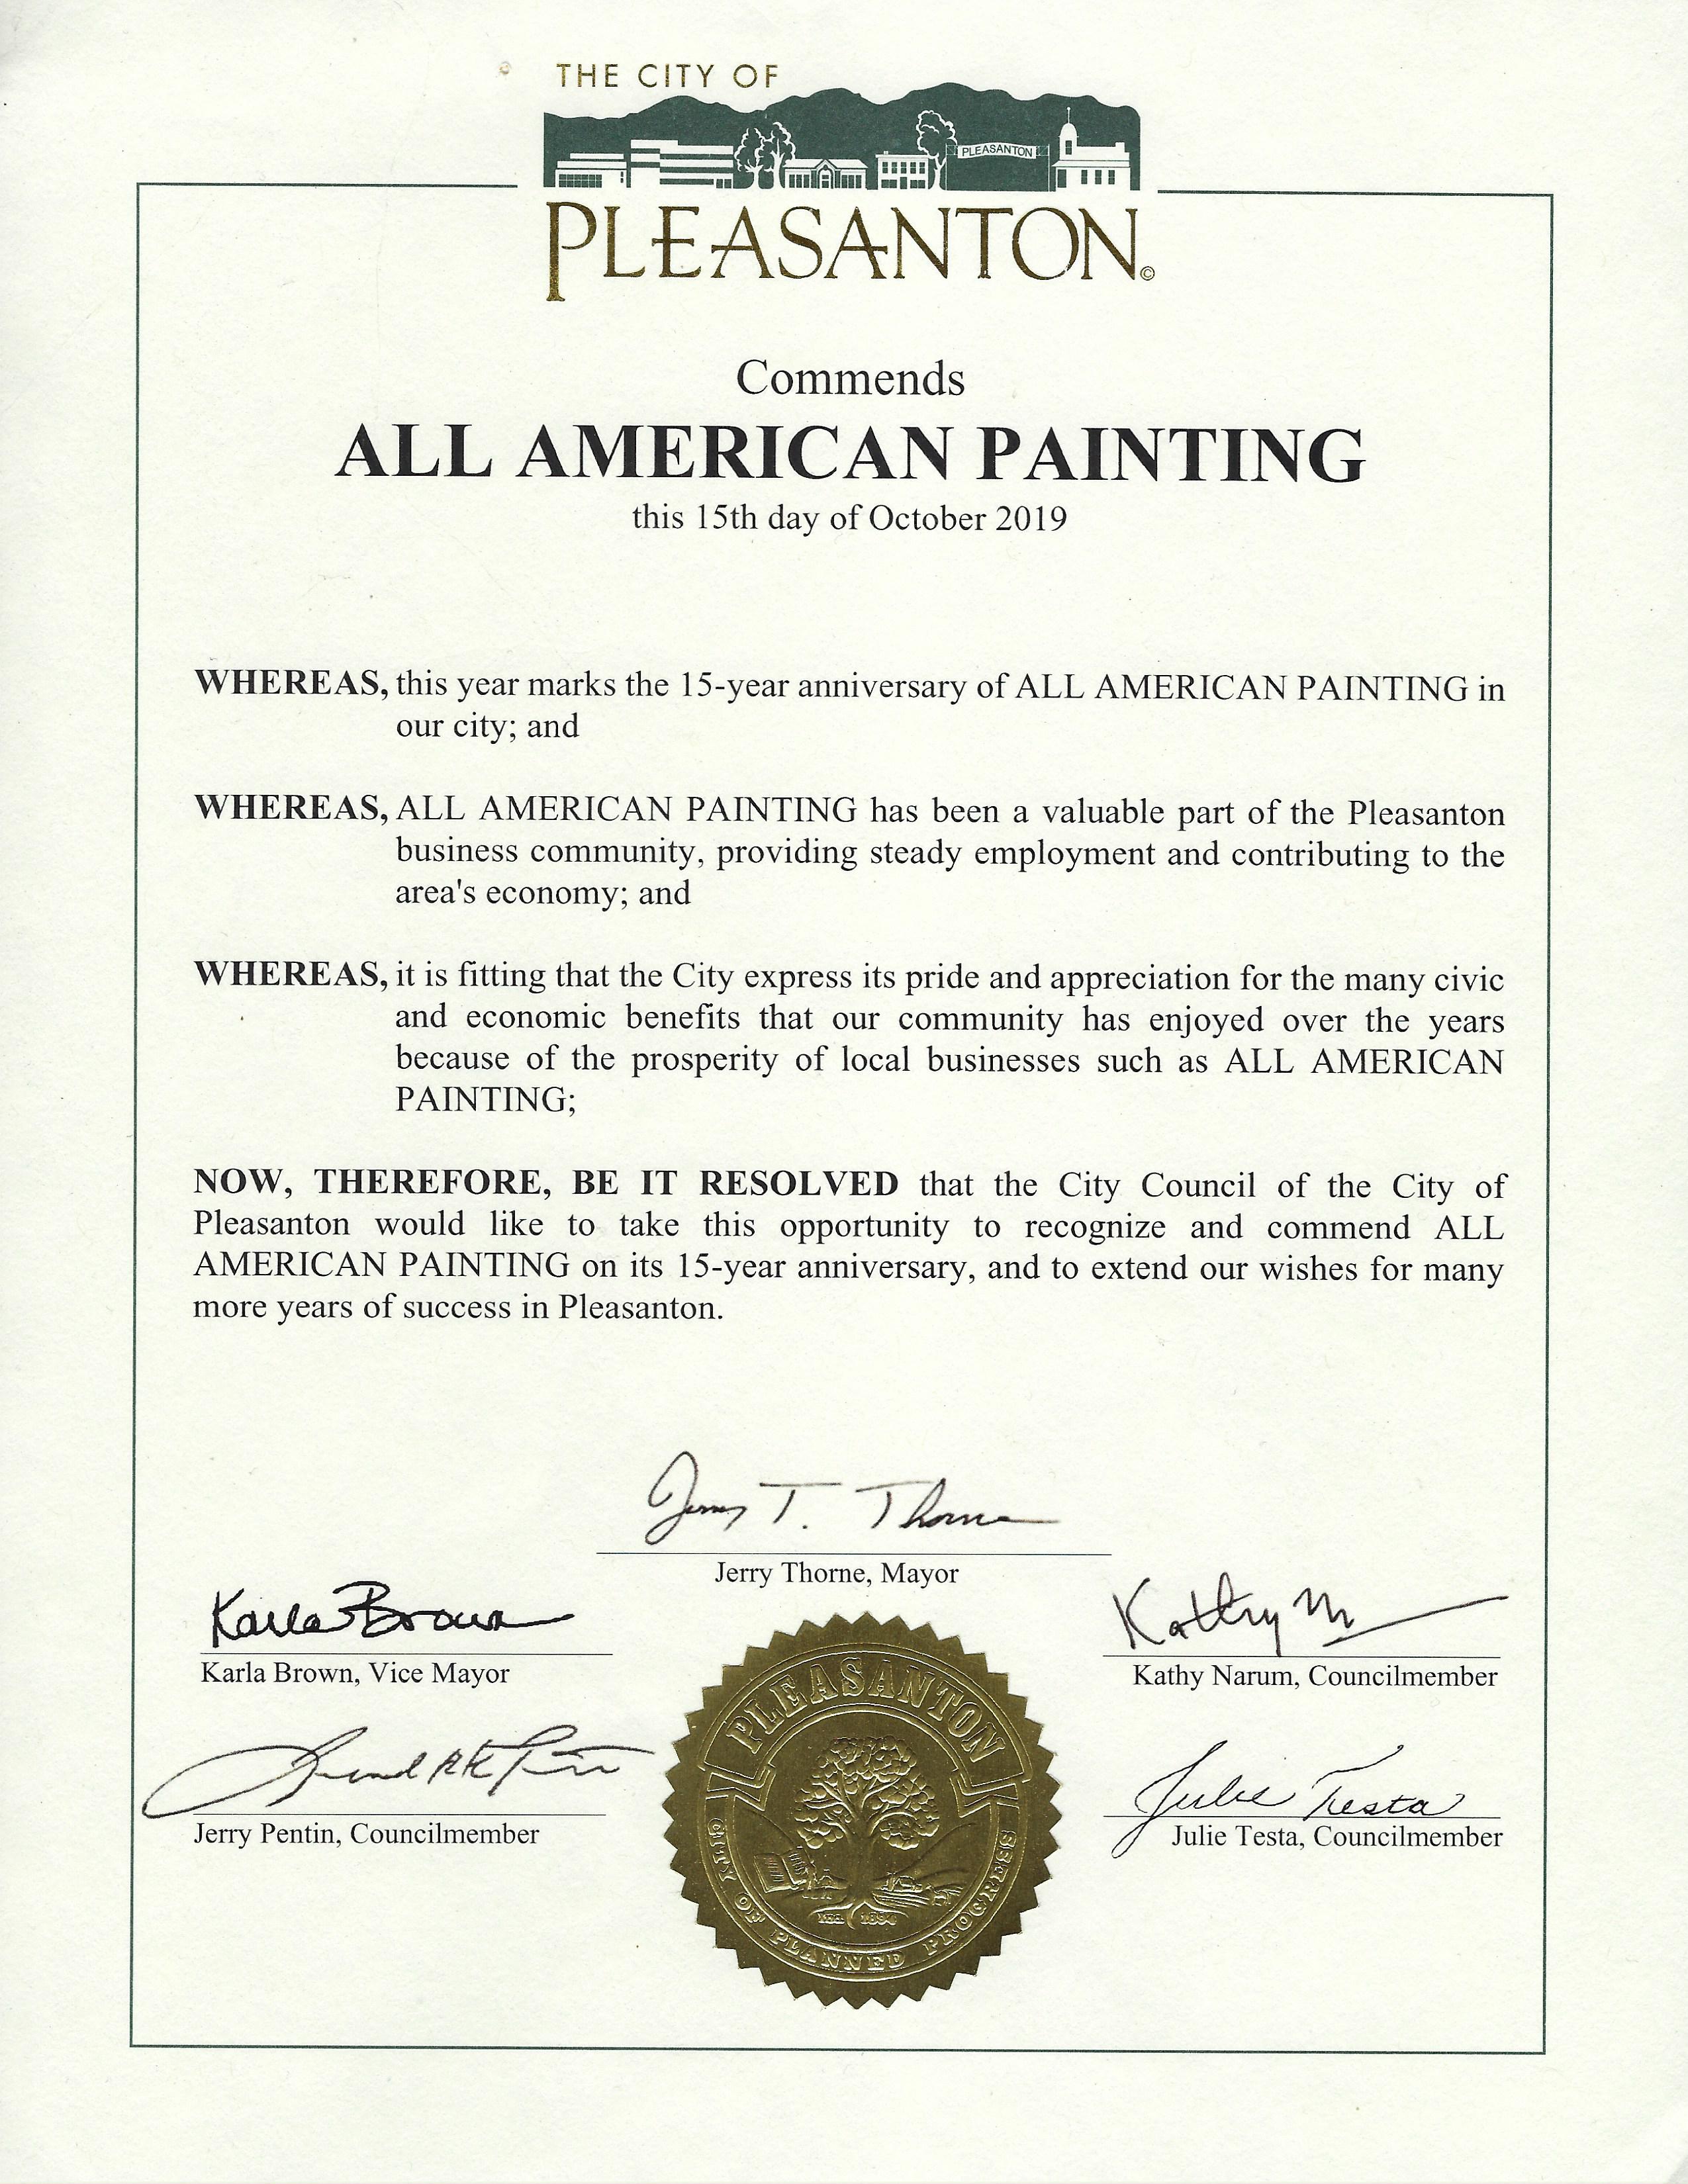 THE CITY OF
PLEASANTON
PLEASANTON©
Commends
ALL AMERICAN PAINTING
this 15th day of October 2019
WHEREAS, this year marks the 15-year anniversary of ALL AMERICAN PAINTING in
our city; and
WHEREAS, ALL AMERICAN PAINTING has been a valuable part of the Pleasanton
business community, providing steady employment and contributing to the
area's economy; and
WHEREAS, it is fitting that the City express its pride and appreciation for the many civic
and economic benefits that our community has enjoyed over the years
because of the prosperity of local businesses such as ALL AMERICAN
PAINTING;
NOW, THEREFORE, BE IT RESOLVED that the City Council of the City of
Pleasanton would like to take this opportunity to recognize and commend ALL
AMERICAN PAINTING on its 15-year anniversary, and to extend our wishes for many
more years of success in Pleasanton.
Jerry T. Thorne
Jerry Thorne, Mayor
Karla Brown
Karla Brown, Vice Mayor
Kathy N
Kathy Narum, Councilmember
Jerry Pentin, Councilmember
Julie Testa
Julie Testa, Councilmember
PLEASANTON
1894
CITY OF PLANNED PROGRESS